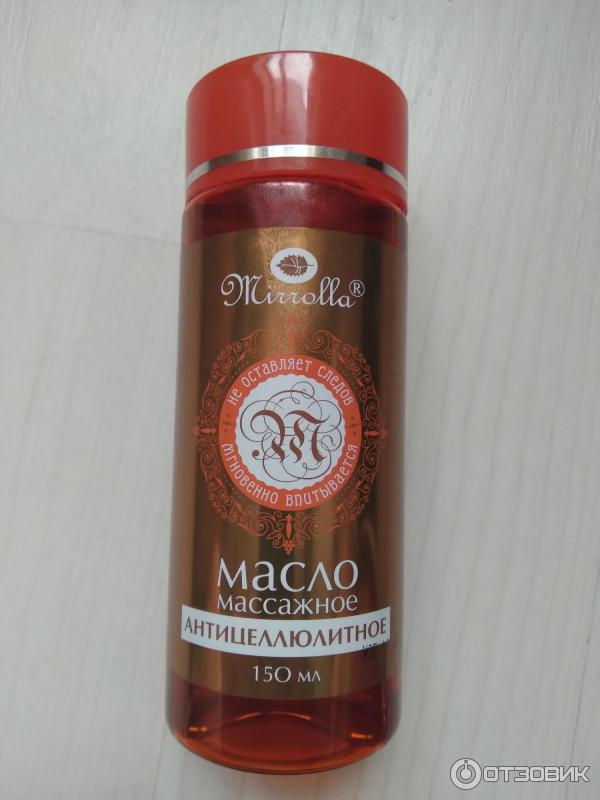 Mirrolla®
НЕ ОСТАВЛЯЕТ СЛЕДОВ
М
МГНОВЕННО ВПИТЫВАЕТСЯ
МАСЛО
МАССАЖНОЕ
АНТИЦЕЛЛЮЛИТНОЕ
150 мл
ОТЗОВИК